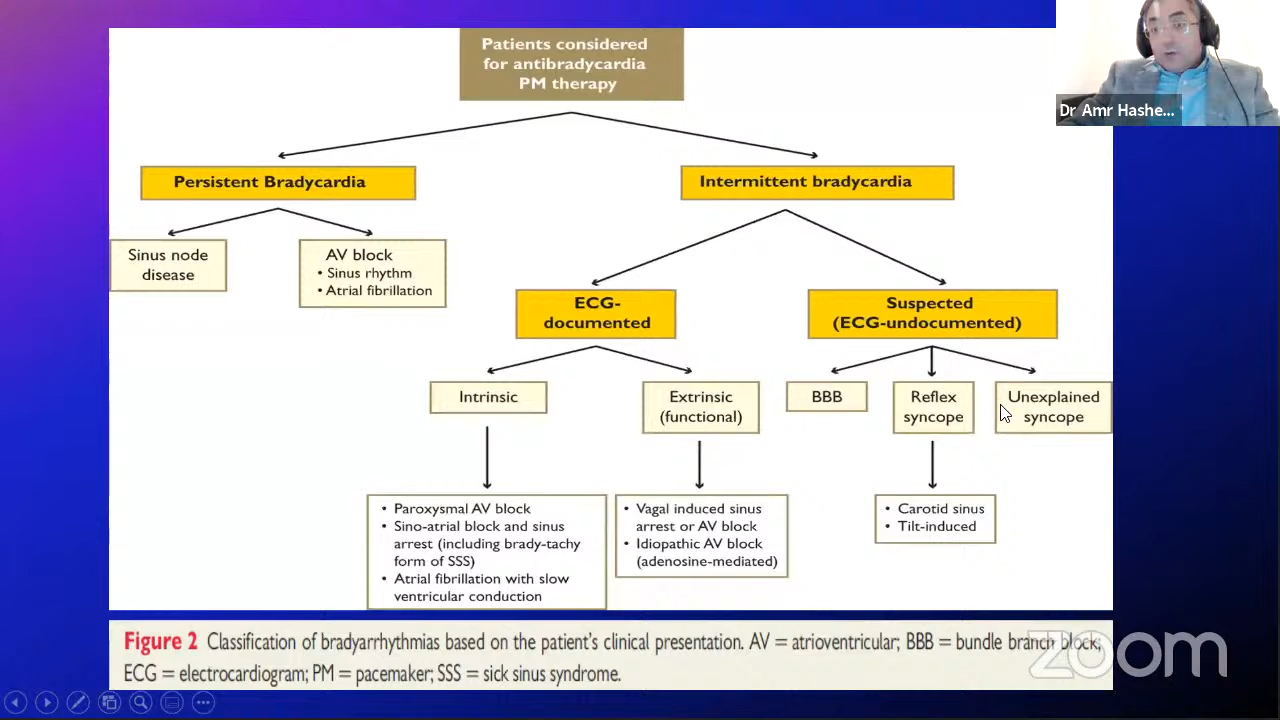 Patients considered
for antibradycardia
PM therapy
Dr Amr Hashe...
Persistent Bradycardia
Intermittent bradycardia
Sinus node
disease
AV block
• Sinus rhythm
• Atrial fibrillation
ECG-
documented
Suspected
(ECG-undocumented)
Intrinsic
Extrinsic
(functional)
BBB
Reflex
syncope
Unexplained
syncope
• Paroxysmal AV block
• Sino-atrial block and sinus
arrest (including brady-tachy
form of SSS)
• Atrial fibrillation with slow
ventricular conduction
• Vagal induced sinus
arrest or AV block
• Idiopathic AV block
(adenosine-mediated)
• Carotid sinus
• Tilt-induced
Figure 2 Classification of bradyarrhythmias based on the patient's clinical presentation. AV = atrioventricular; BBB = bundle branch block;
ECG = electrocardiogram; PM = pacemaker; SSS = sick sinus syndrome.
zoom